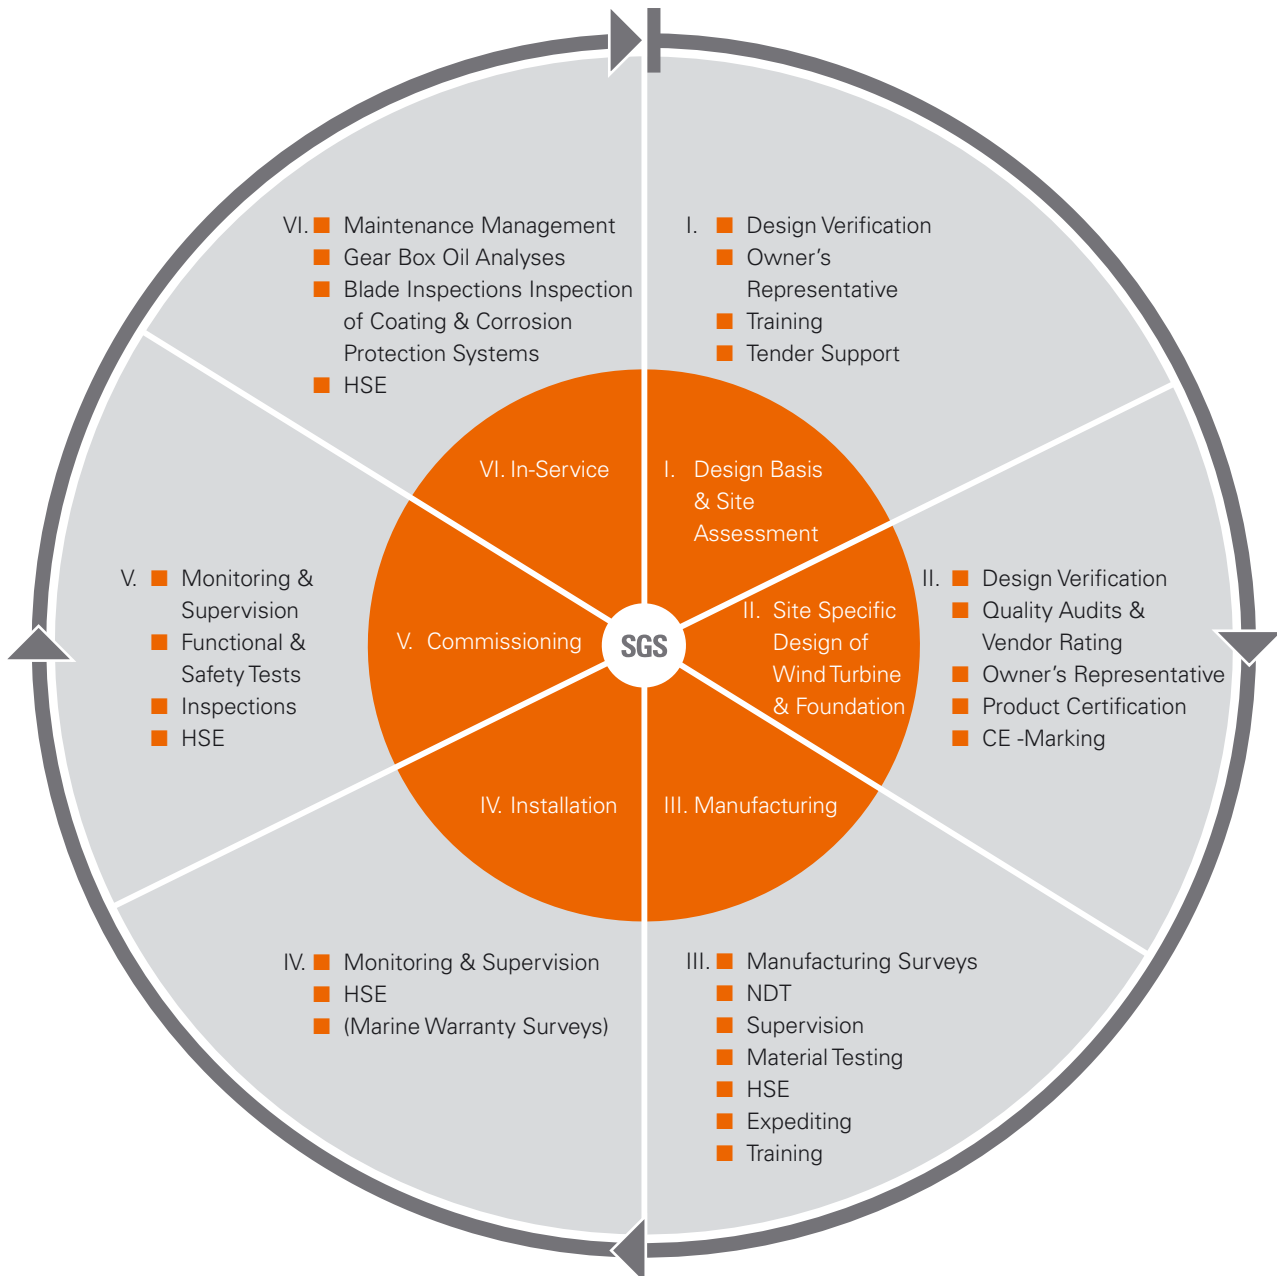 VI. Maintenance Management
Gear Box Oil Analyses
Blade Inspections Inspection
of Coating & Corrosion
Protection Systems
HSE
I. Design Verification
Owner's
Representative
Training
Tender Support
VI. In-Service
I. Design Basis
& Site
Assessment
V. Monitoring &
Supervision
Functional &
Safety Tests
Inspections
HSE
V. Commissioning
SGS
II. Site Specific
Design of
Wind Turbine
& Foundation
II. Design Verification
Quality Audits &
Vendor Rating
Owner's Representative
Product Certification
CE -Marking
IV. Installation
III. Manufacturing
IV. Monitoring & Supervision
HSE
(Marine Warranty Surveys)
III. Manufacturing Surveys
NDT
Supervision
Material Testing
HSE
Expediting
Training